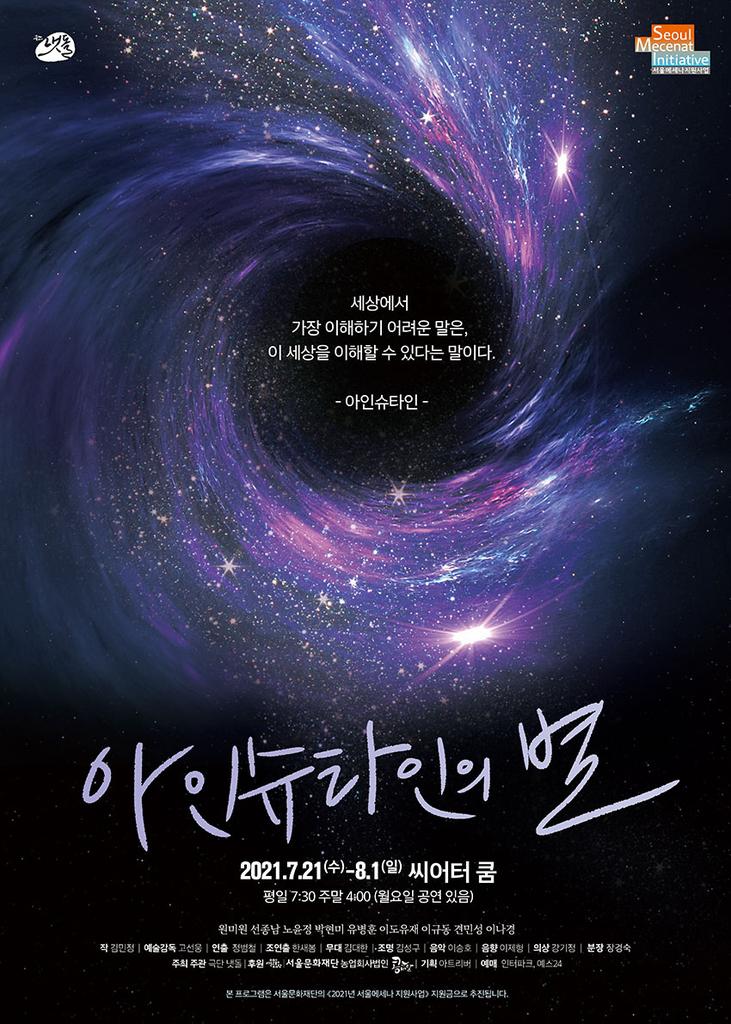 냇돌
Seoul
Mecenat
Initiative
서울메세나지원사업
세상에서
가장 이해하기 어려운 말은,
이 세상을 이해할 수 있다는 말이다.
- 아인슈타인 -
아인슈타인의 별
2021.7.21(수)-8.1(일) 씨어터 쿰
평일 7:30 주말 4:00 (월요일 공연 있음)
원미원 선종남 노윤정 박현미 유병훈 이도유재 이규동 견민성 이나경
작 김민정 | 예술감독 고선웅 | 연출 정범철 | 조연출 한새봄 | 무대 김대한 | 조명 김성구 | 음악 이승호 | 음향 이제형 | 의상 강기정 | 분장 장경숙
주최 주관 극단 냇돌 | 후원 서울문화재단 농업회사법인 | 기획 아트리버 | 예매 인터파크, 예스24
본 프로그램은 서울문화재단의 《2021년 서울메세나 지원사업》 지원금으로 추진됩니다.